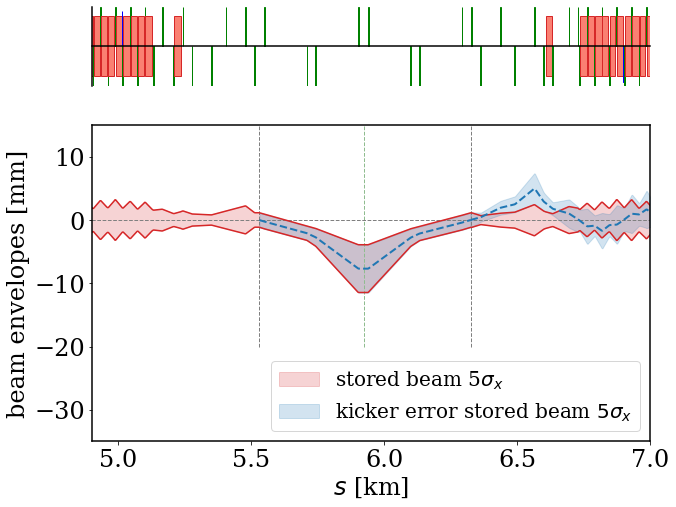 10
0
−10
−20
−30
beam envelopes [mm]
stored beam 5σₓ
kicker error stored beam 5σₓ
5.0 5.5 6.0 6.5 7.0
s [km]